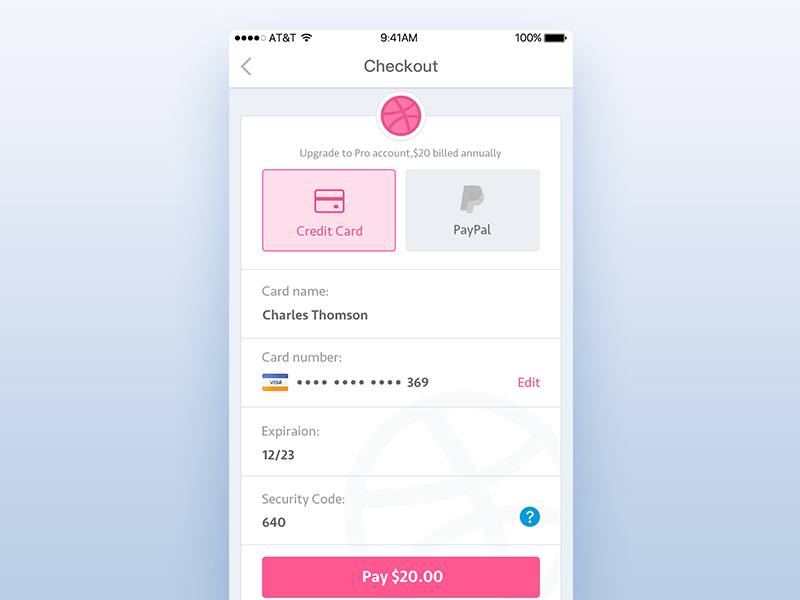 AT&T 9:41AM 100%
Checkout
Upgrade to Pro account,$20 billed annually
Credit Card PayPal
Card name:
Charles Thomson
Card number:
VISA •••• •••• •••• 369 Edit
Expiraion:
12/23
Security Code:
640 ?
Pay $20.00